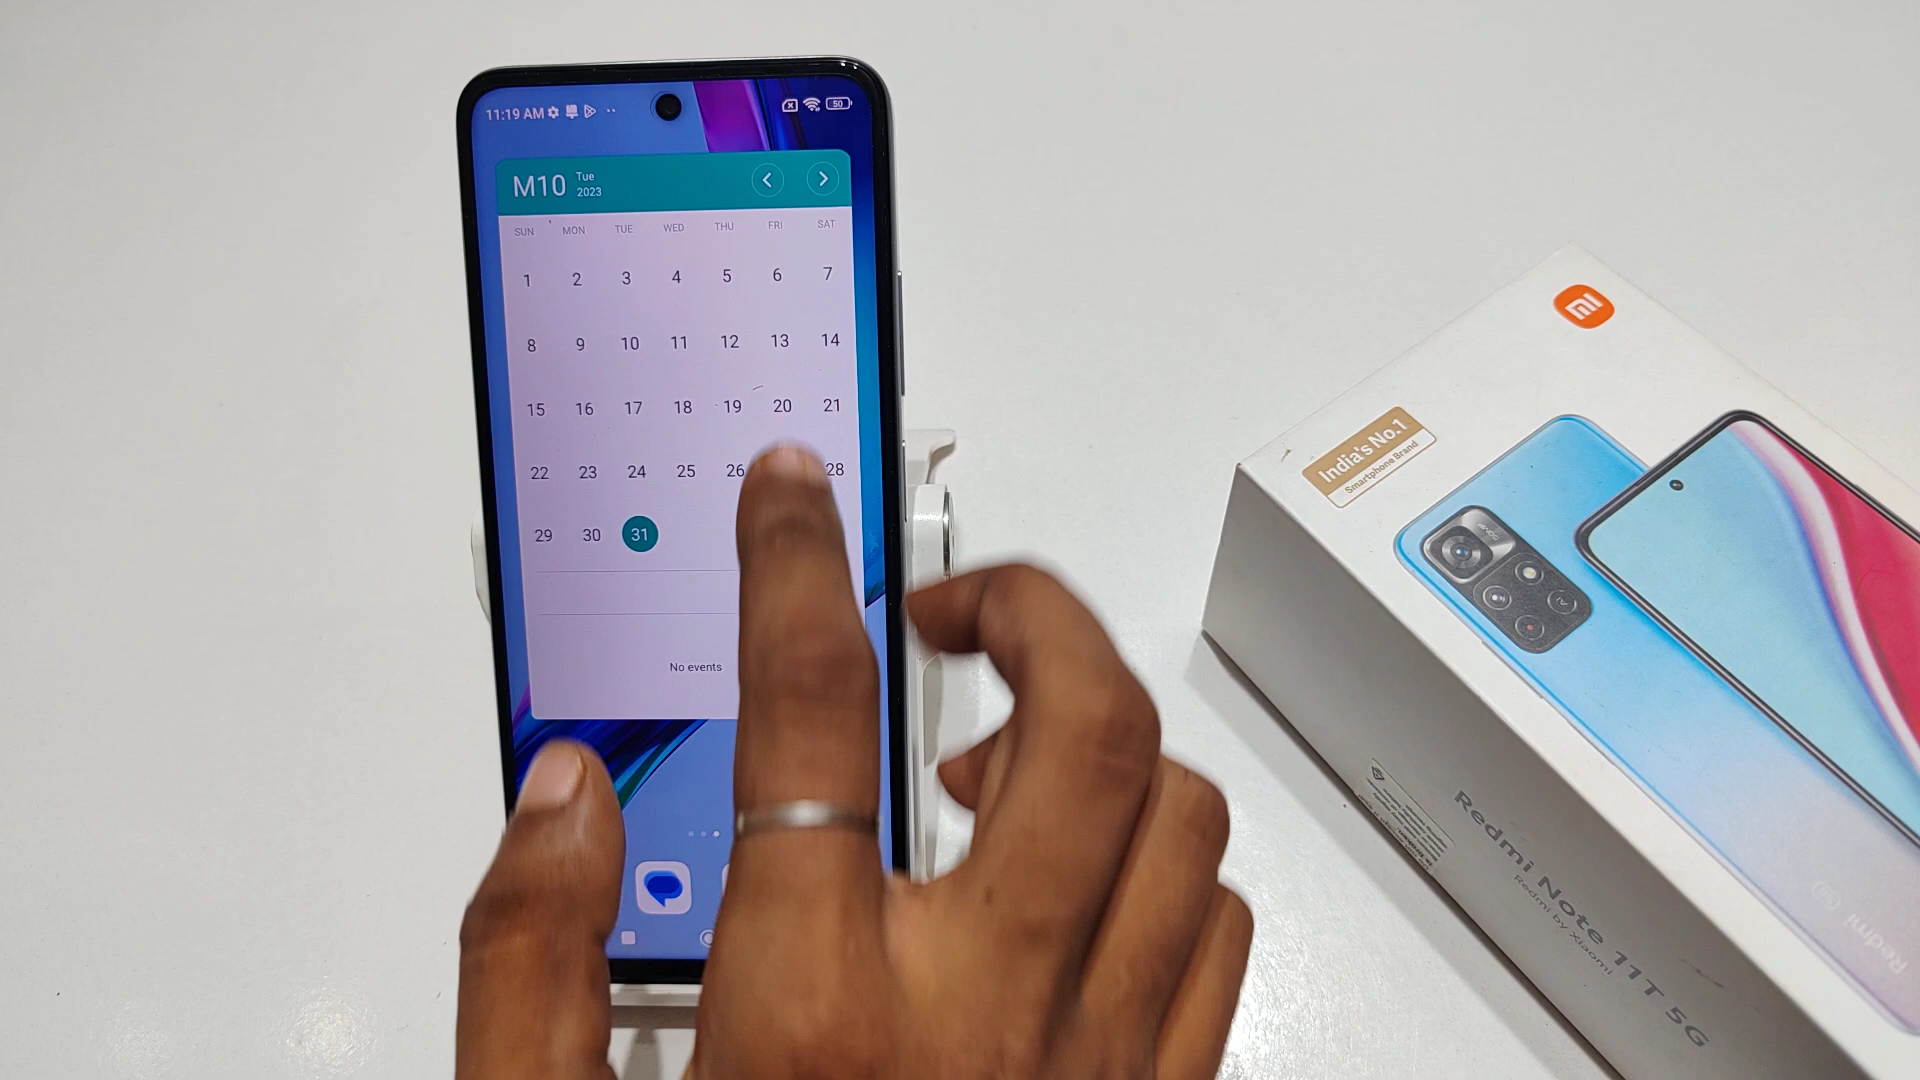 11:19 AM
50
M10
Tue
2023
SUN MON TUE WED THU FRI SAT
1 2 3 4 5 6 7
8 9 10 11 12 13 14
15 16 17 18 19 20 21
22 23 24 25 26 28
29 30 31
No events
mi
India's No.1
Smartphone Brand
Redmi
Redmi Note 11T 5G
Redmi by Xiaomi